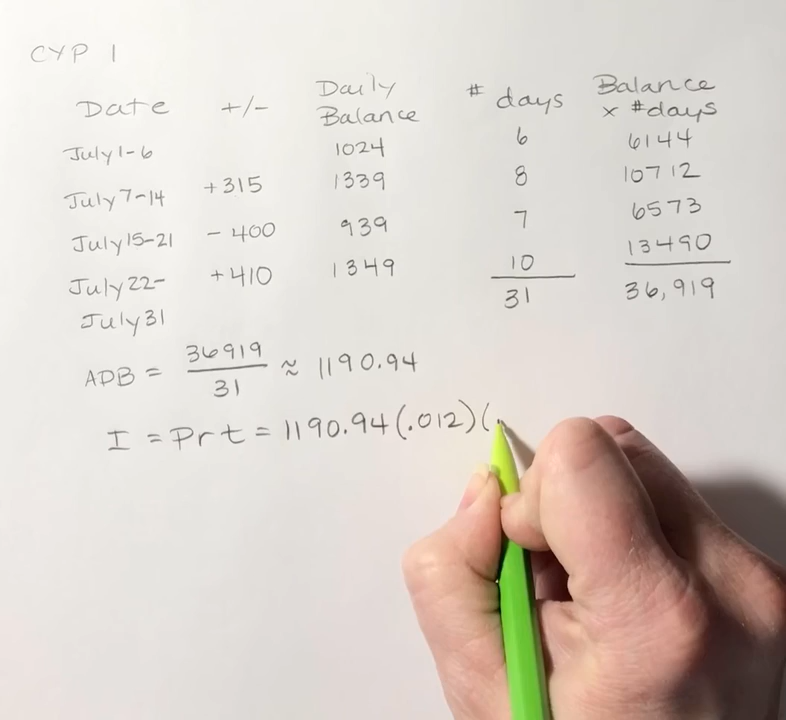 CYP 1
Date +/- Daily Balance # days Balance x #days
July 1-6 1024 6 6144
July 7-14 +315 1339 8 10712
July 15-21 - 400 939 7 6573
July 22- July 31 +410 1349 10 13490
31 36,919
ADB = 36919/31 ≈ 1190.94
I = Prt = 1190.94(.012)(.